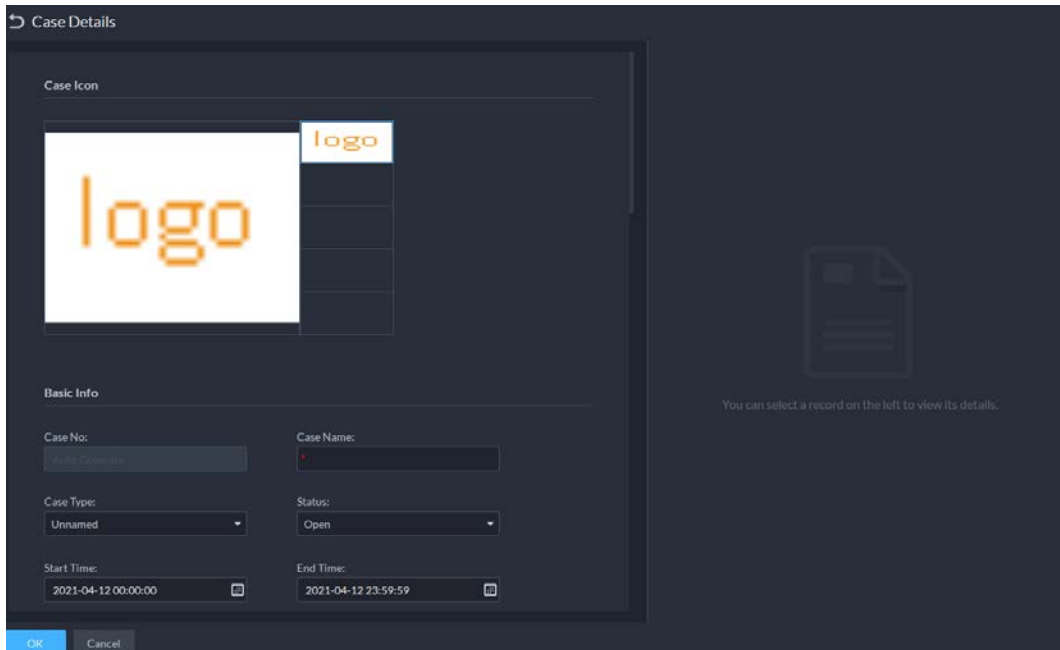 Case Details
Case Icon
logo
logo
Basic Info
Case No:
Case Name:
Auto Generate
*
Case Type:
Status:
Unnamed
Open
Start Time:
End Time:
2021-04-12 00:00:00
2021-04-12 23:59:59
You can select a record on the left to view its details.
OK
Cancel